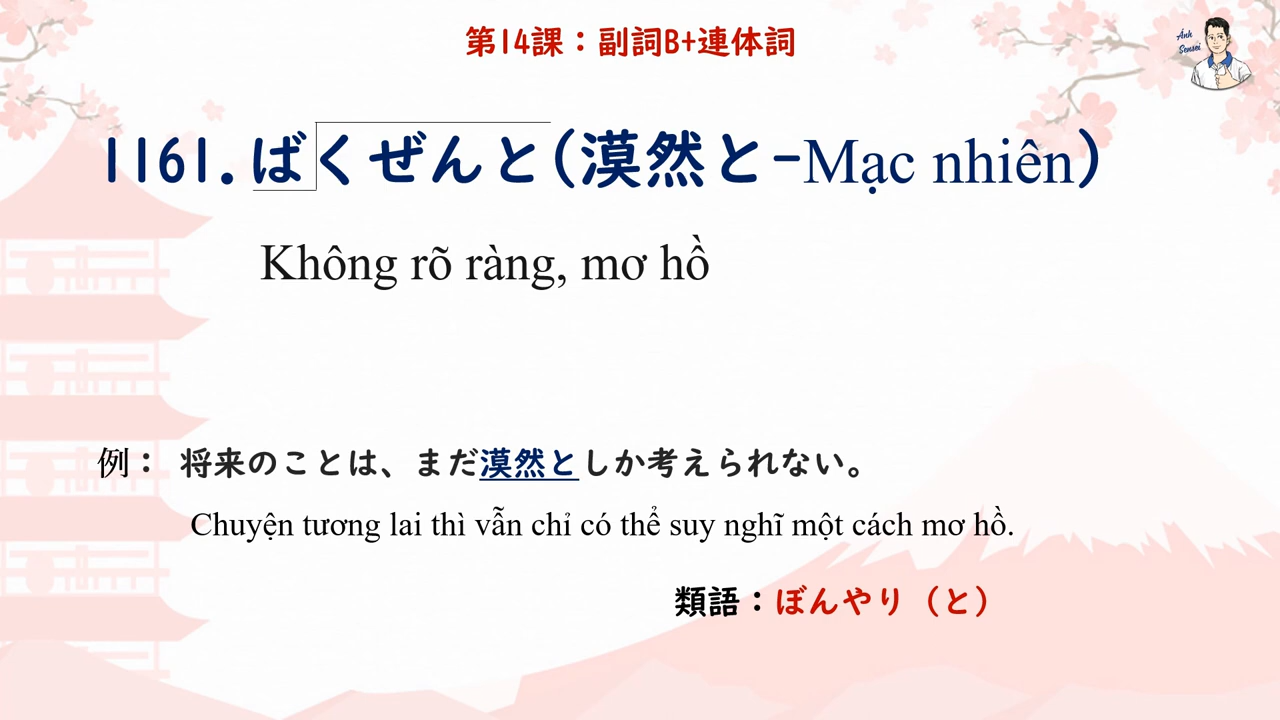 第14課：副詞B+連体詞
Anh
Sensei
1161. ばくぜんと(漠然と-Mạc nhiên)
Không rõ ràng, mơ hồ
例： 将来のことは、まだ漠然としか考えられない。
Chuyện tương lai thì vẫn chỉ có thể suy nghĩ một cách mơ hồ.
類語：ぼんやり（と）